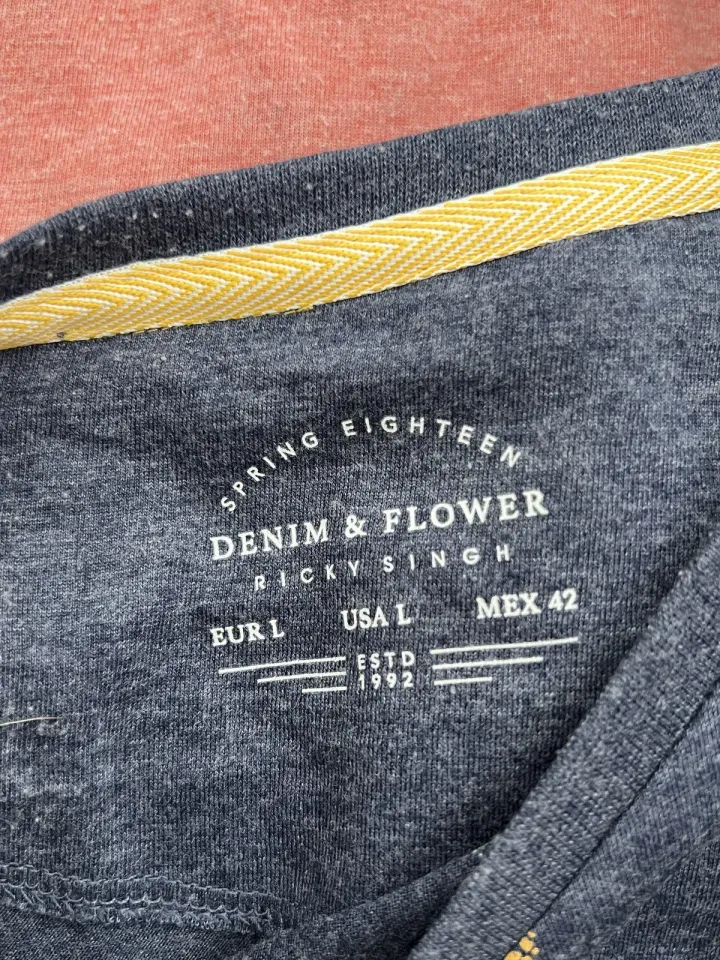 SPRING EIGHTEEN
DENIM & FLOWER
RICKY SINGH
EUR L USA L MEX 42
ESTD
1992